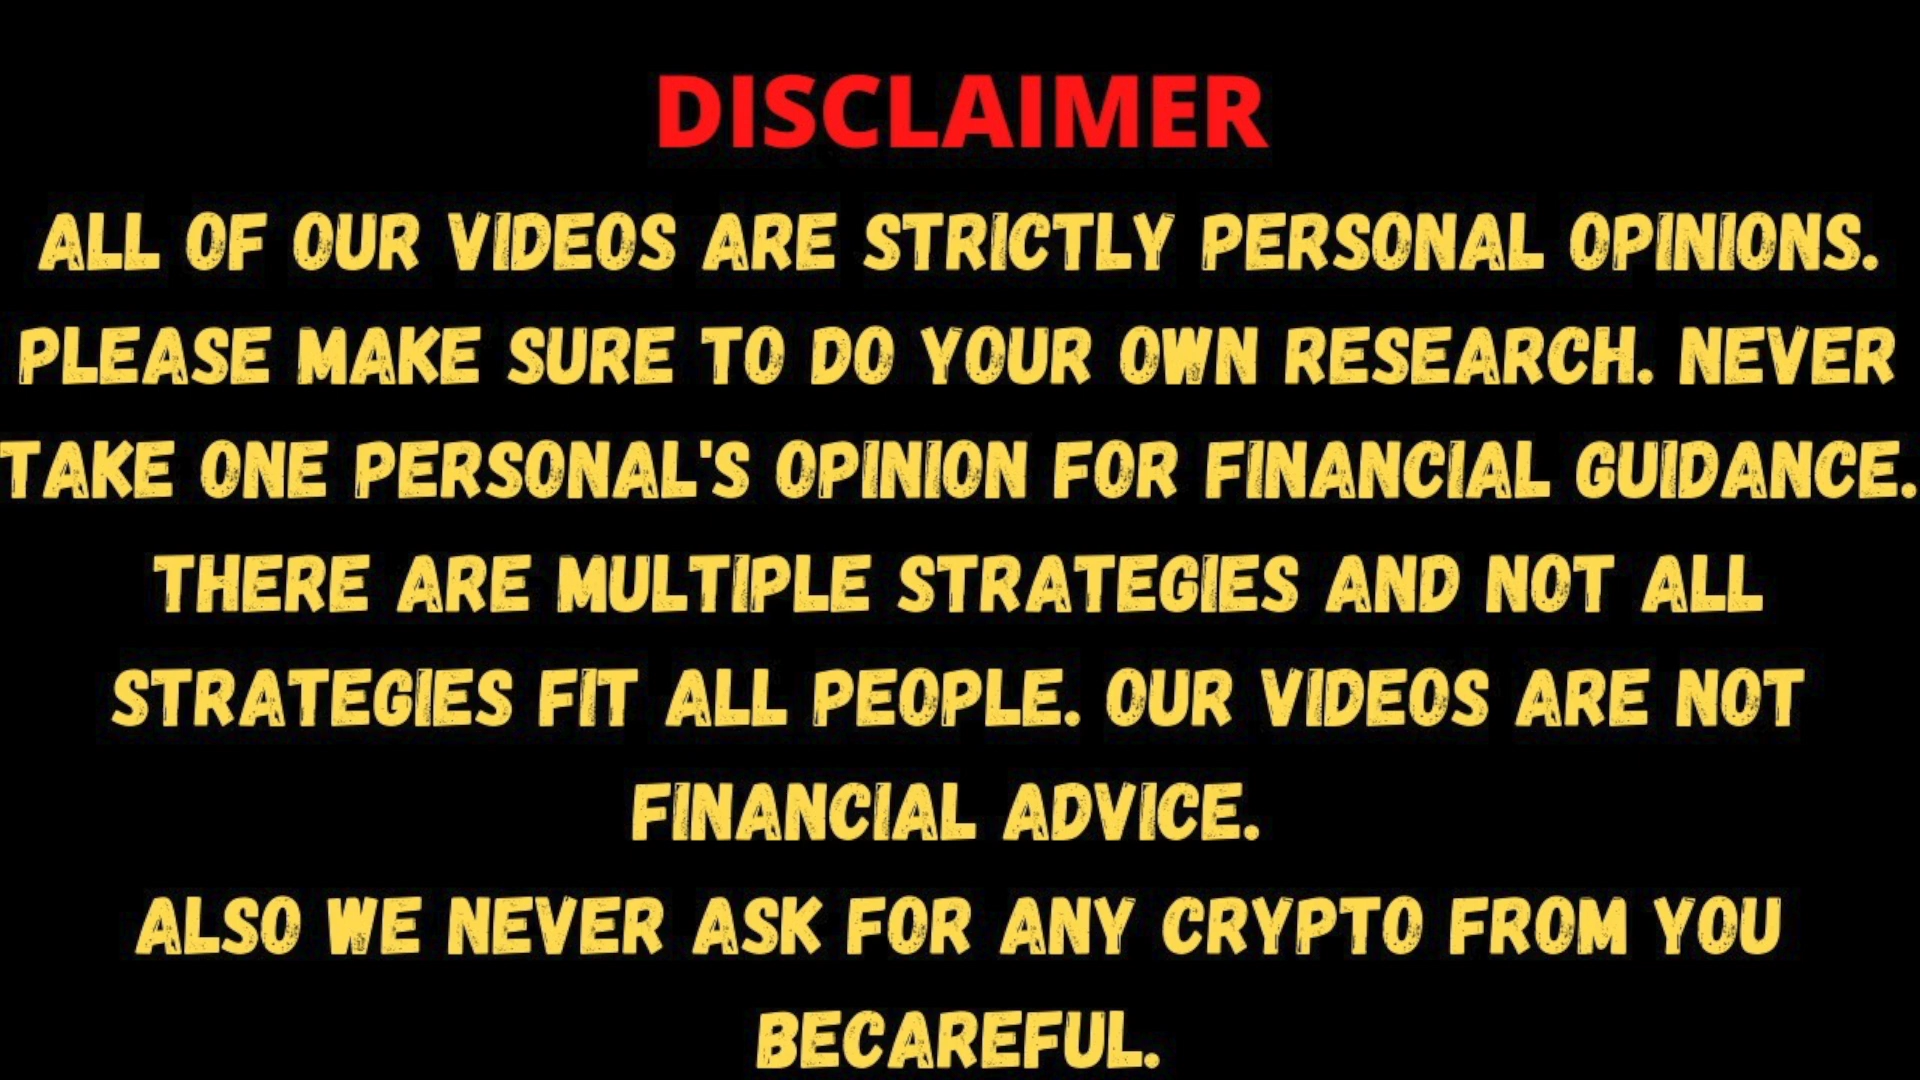 DISCLAIMER
ALL OF OUR VIDEOS ARE STRICTLY PERSONAL OPINIONS.
PLEASE MAKE SURE TO DO YOUR OWN RESEARCH. NEVER
TAKE ONE PERSONAL'S OPINION FOR FINANCIAL GUIDANCE.
THERE ARE MULTIPLE STRATEGIES AND NOT ALL
STRATEGIES FIT ALL PEOPLE. OUR VIDEOS ARE NOT
FINANCIAL ADVICE.
ALSO WE NEVER ASK FOR ANY CRYPTO FROM YOU
BECAREFUL.